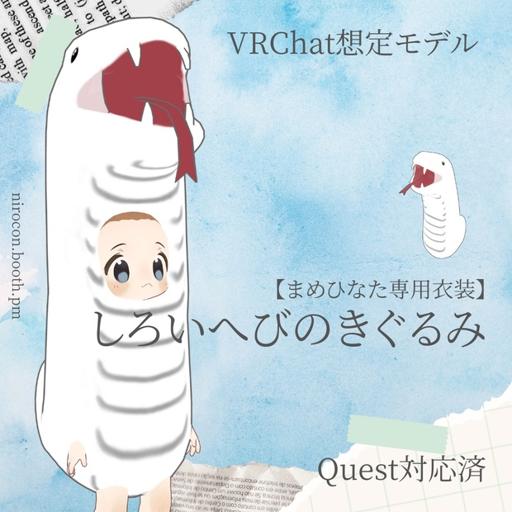 VRChat想定モデル
nirocon.booth.pm
【まめひなた専用衣装】
しろいへびのきぐるみ
Quest対応済